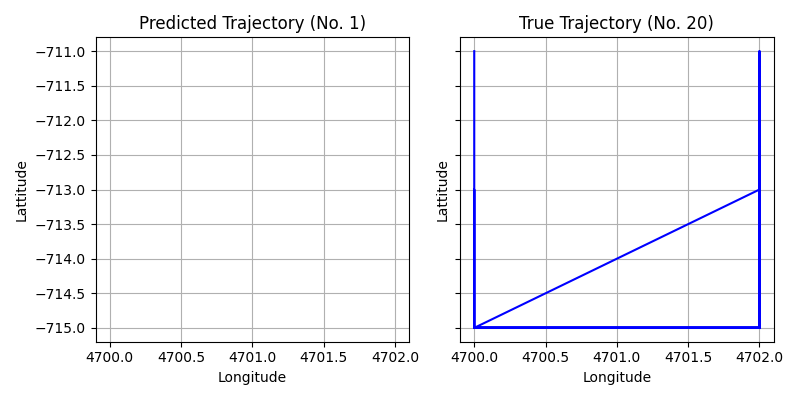 Predicted Trajectory (No. 1)
True Trajectory (No. 20)
−711.0
−711.5
−712.0
−712.5
−713.0
−713.5
−714.0
−714.5
−715.0
Lattitude
Lattitude
4700.0 4700.5 4701.0 4701.5 4702.0
4700.0 4700.5 4701.0 4701.5 4702.0
Longitude
Longitude